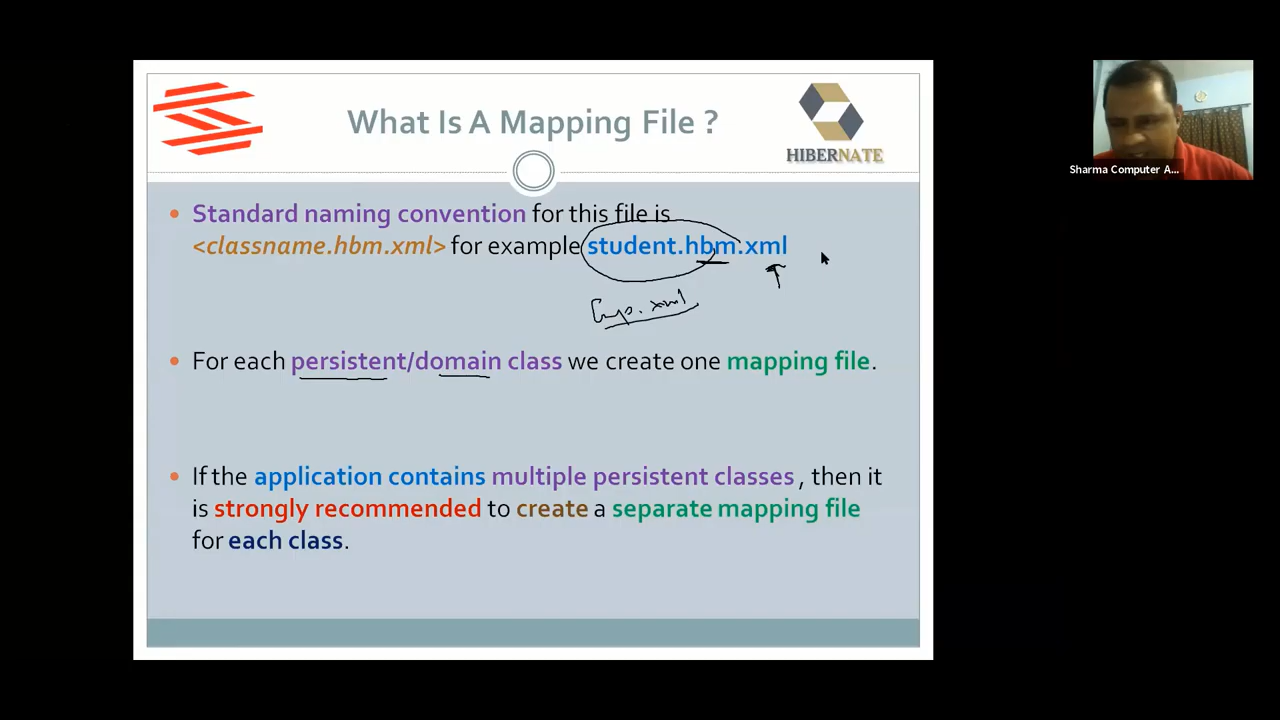 What Is A Mapping File ?
HIBERNATE
Sharma Computer A...
• Standard naming convention for this file is
<classname.hbm.xml> for example student.hbm.xml
Emp.xml
• For each persistent/domain class we create one mapping file.
• If the application contains multiple persistent classes , then it
is strongly recommended to create a separate mapping file
for each class.